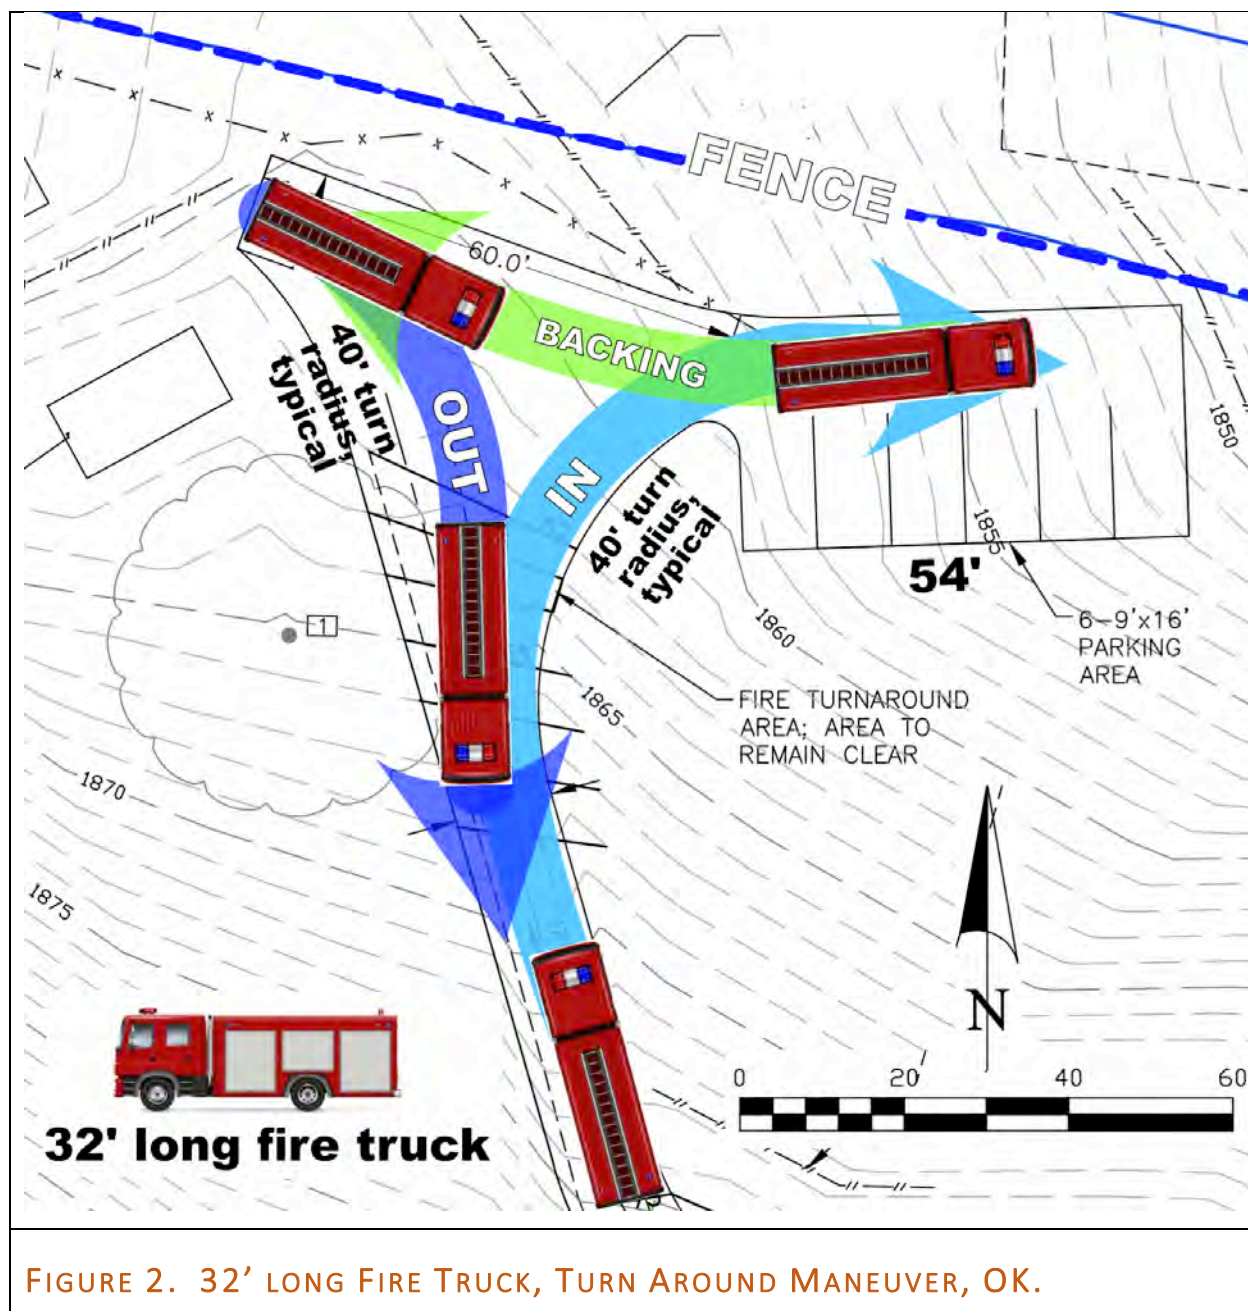 FENCE
60.0'
BACKING
40' turn
radius,
typical
OUT
IN
40' turn
radius,
typical
1850
1855
54'
6-9'x16'
PARKING
AREA
1
1860
1865
FIRE TURNAROUND
AREA; AREA TO
REMAIN CLEAR
1870
1875
N
0 20 40 60
32' long fire truck
FIGURE 2. 32' LONG FIRE TRUCK, TURN AROUND MANEUVER, OK.